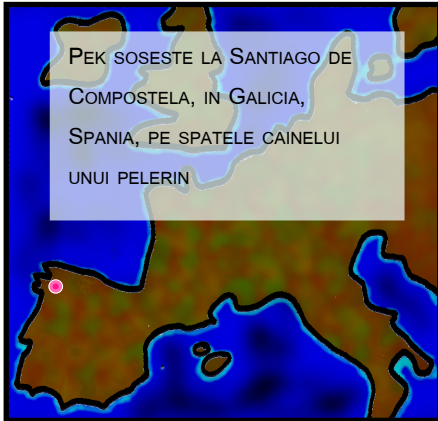 Pek soseste la Santiago de
Compostela, in Galicia,
Spania, pe spatele cainelui
unui pelerin